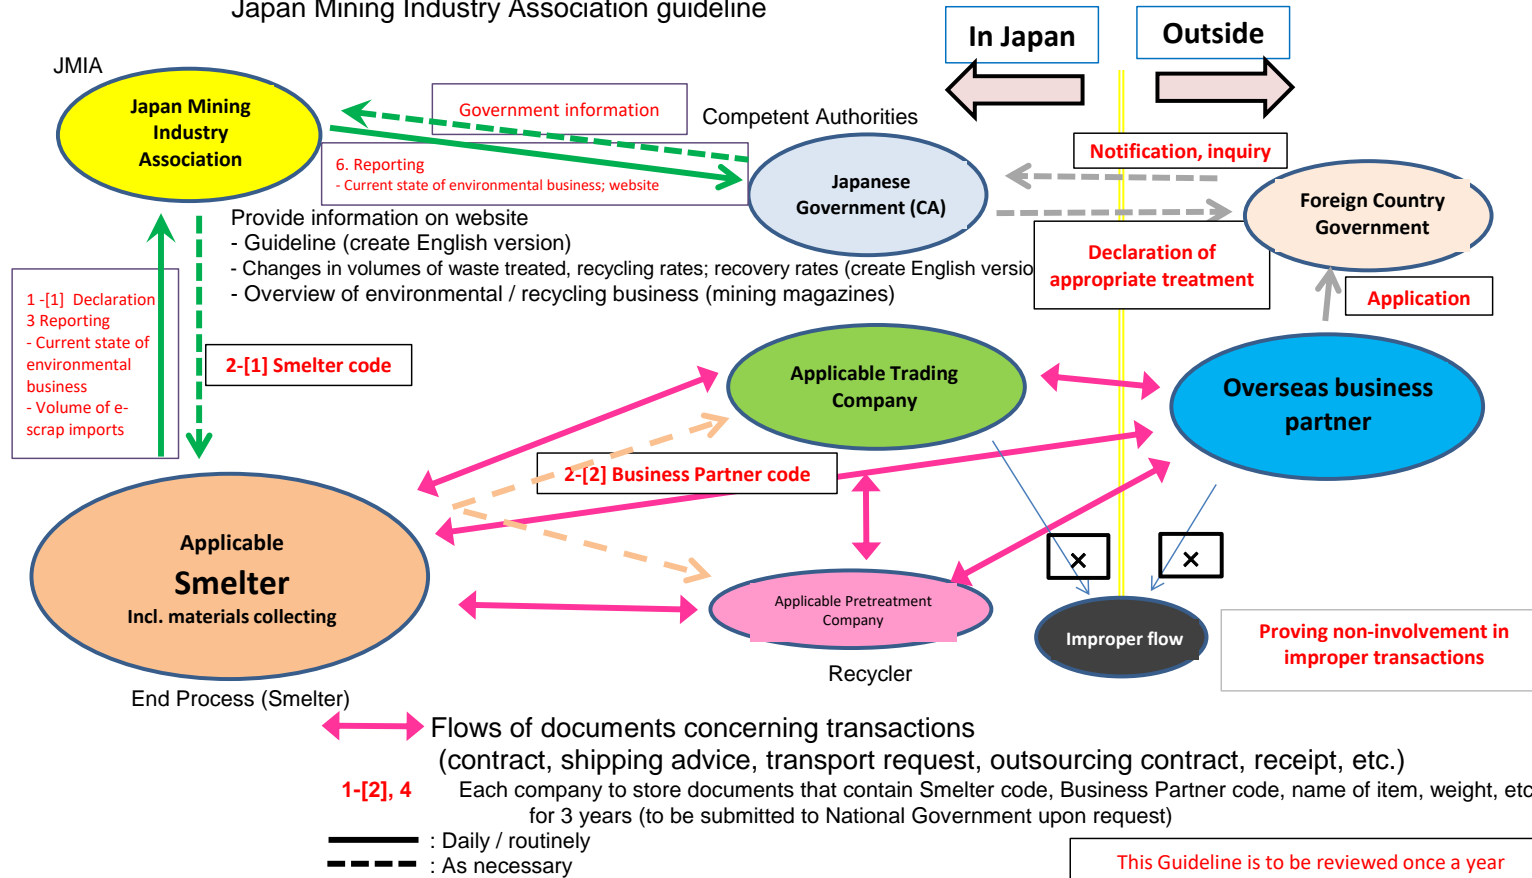 Japan Mining Industry Association guideline
In Japan
Outside
JMIA
Japan Mining
Industry
Association
Government information
Competent Authorities
6. Reporting
- Current state of environmental business; website
Notification, inquiry
Japanese
Government (CA)
Foreign Country
Government
Provide information on website
- Guideline (create English version)
- Changes in volumes of waste treated, recycling rates; recovery rates (create English versio
- Overview of environmental / recycling business (mining magazines)
Declaration of
appropriate treatment
Application
1 -[1] Declaration
3 Reporting
- Current state of
environmental
business
- Volume of e-
scrap imports
2-[1] Smelter code
Applicable Trading
Company
Overseas business
partner
2-[2] Business Partner code
Applicable
Smelter
Incl. materials collecting
×
×
Applicable Pretreatment
Company
Improper flow
Proving non-involvement in
improper transactions
Recycler
End Process (Smelter)
Flows of documents concerning transactions
(contract, shipping advice, transport request, outsourcing contract, receipt, etc.)
1-[2], 4 Each company to store documents that contain Smelter code, Business Partner code, name of item, weight, etc
for 3 years (to be submitted to National Government upon request)
: Daily / routinely
: As necessary
This Guideline is to be reviewed once a year